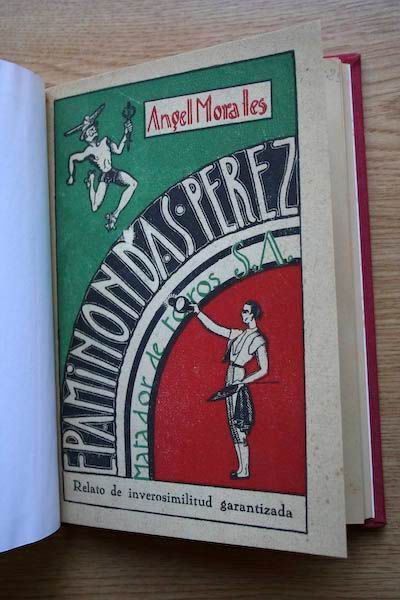 Angel Morales
EPAMINONDAS·PEREZ
Matador de toros S.A.
Relato de inverosimilitud garantizada